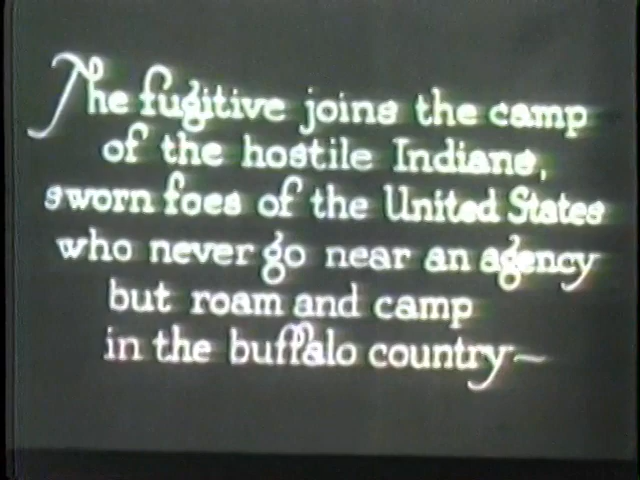 The fugitive joins the camp
of the hostile Indians,
sworn foes of the United States
who never go near an agency
but roam and camp
in the buffalo country~